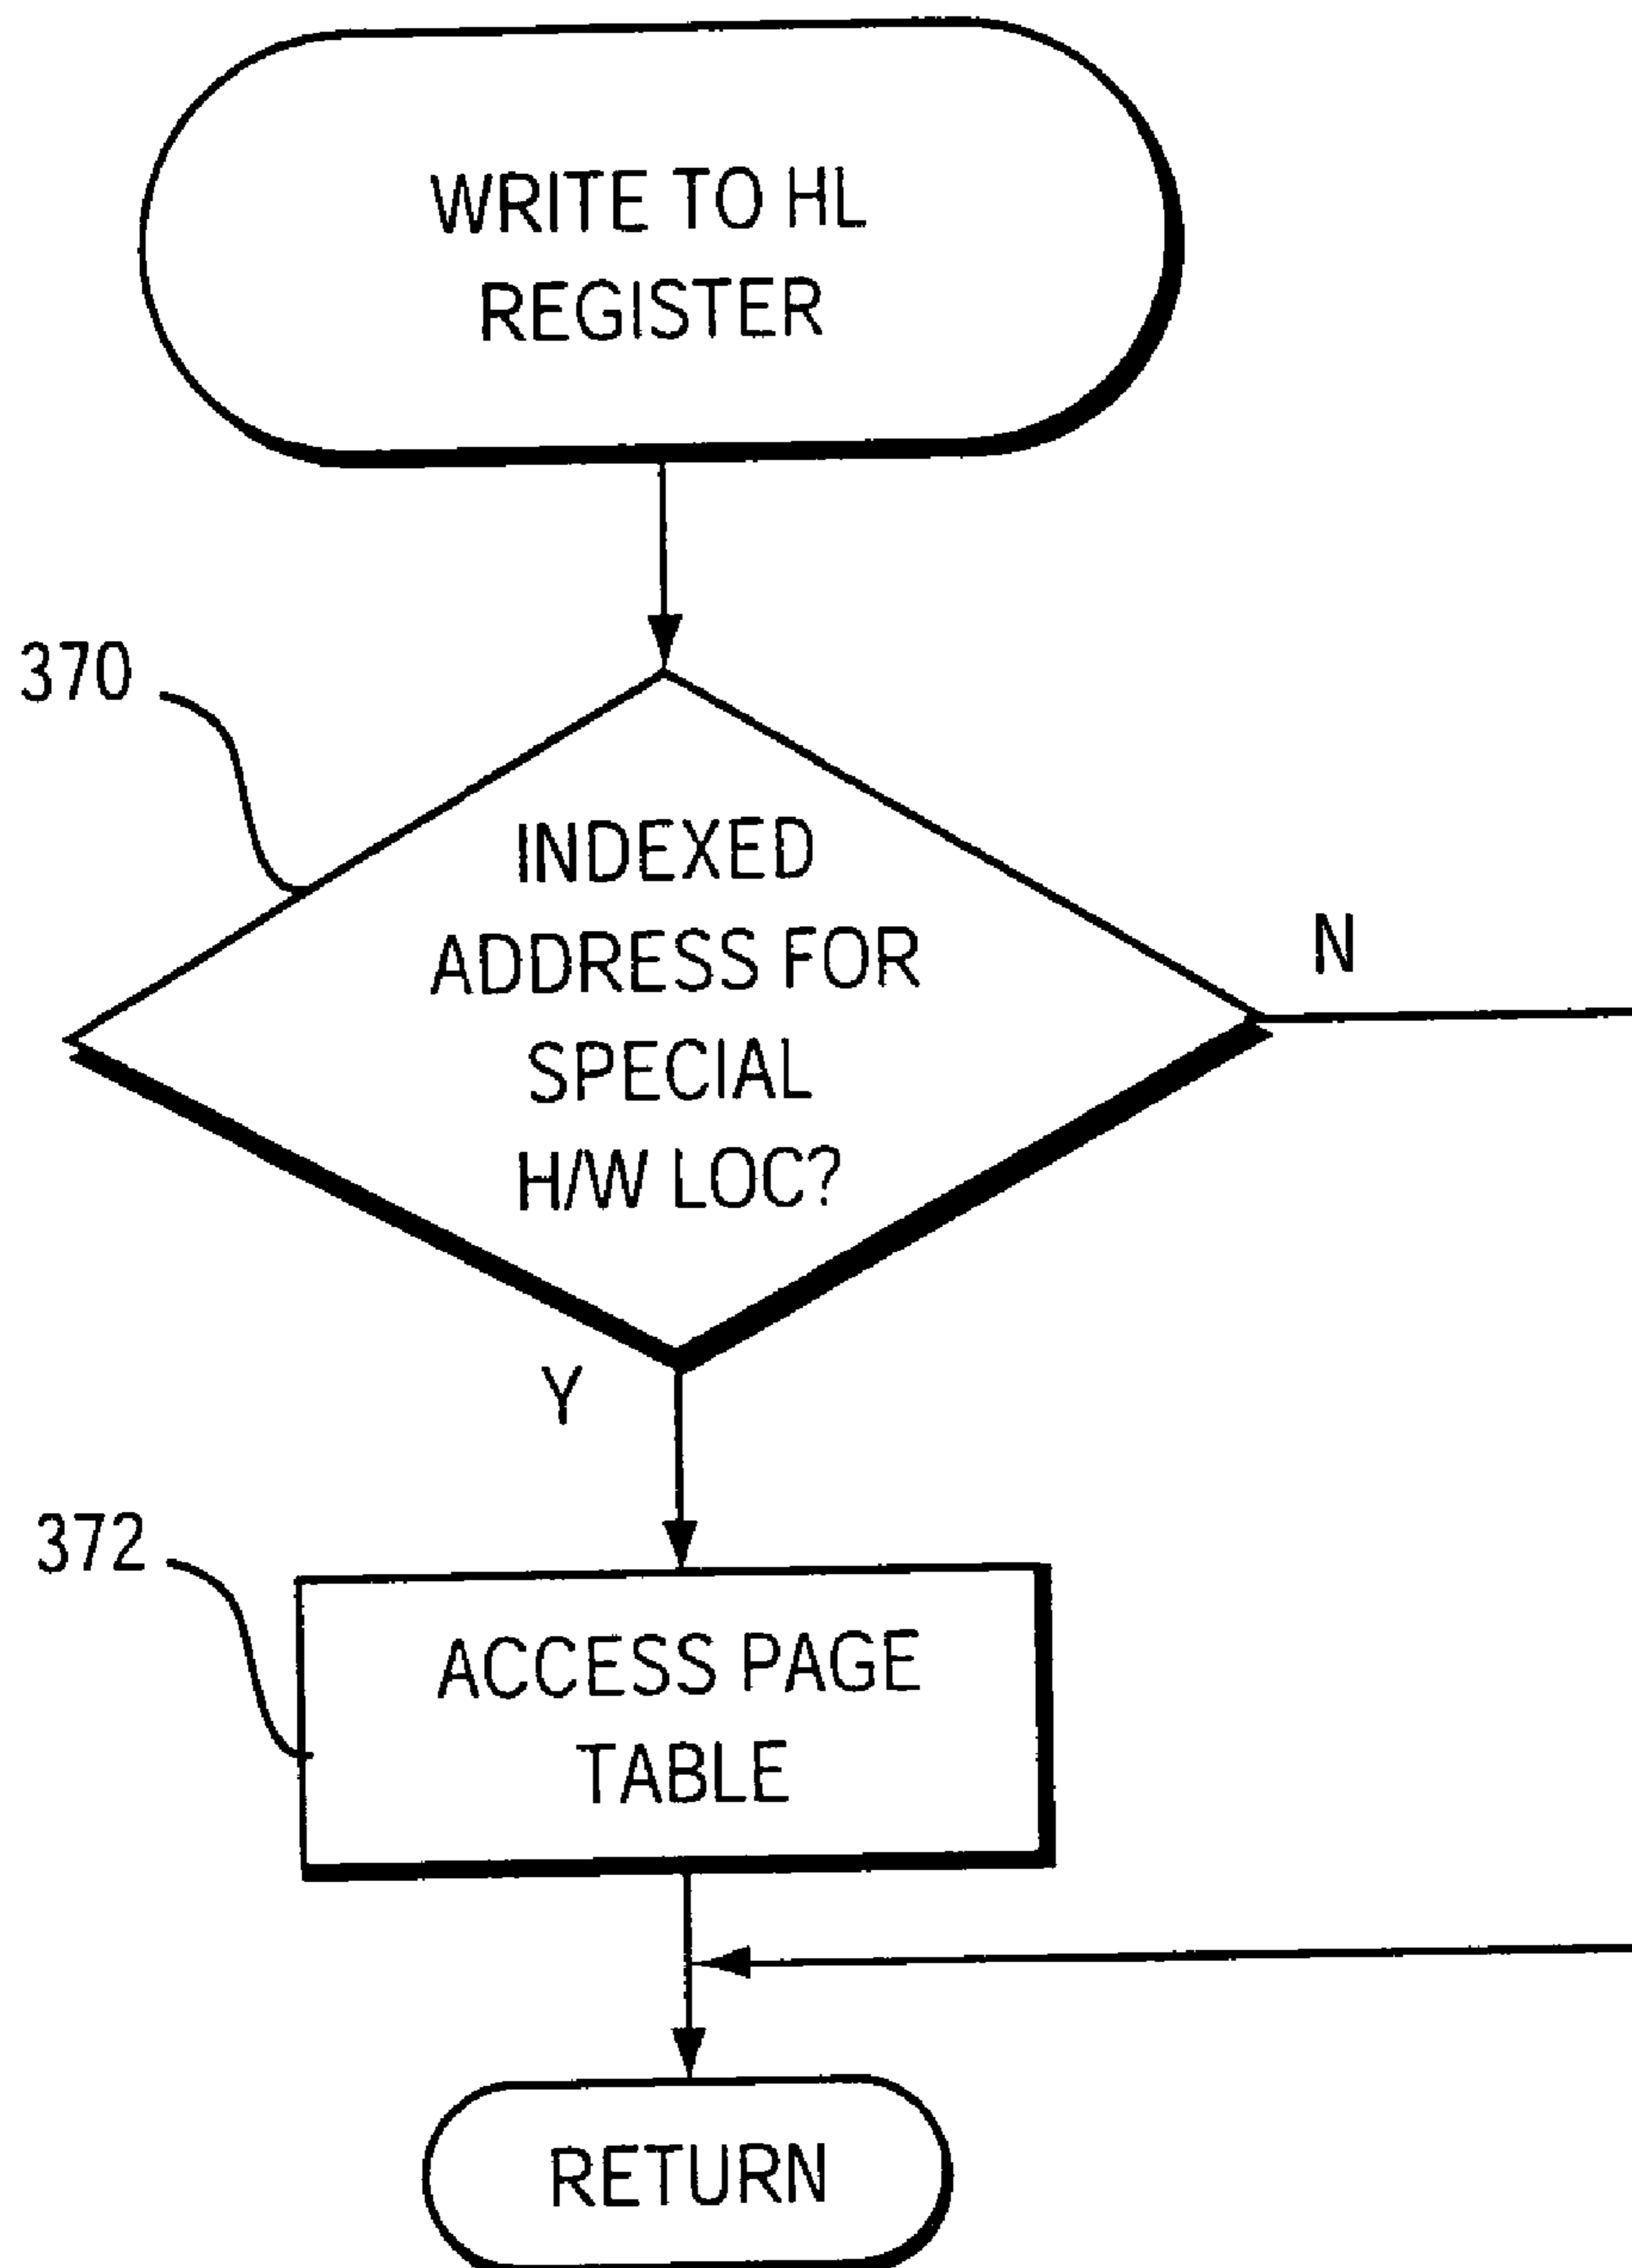 WRITE TO HL
REGISTER
370
INDEXED
ADDRESS FOR
SPECIAL
H/W LOC?
N
Y
372
ACCESS PAGE
TABLE
RETURN